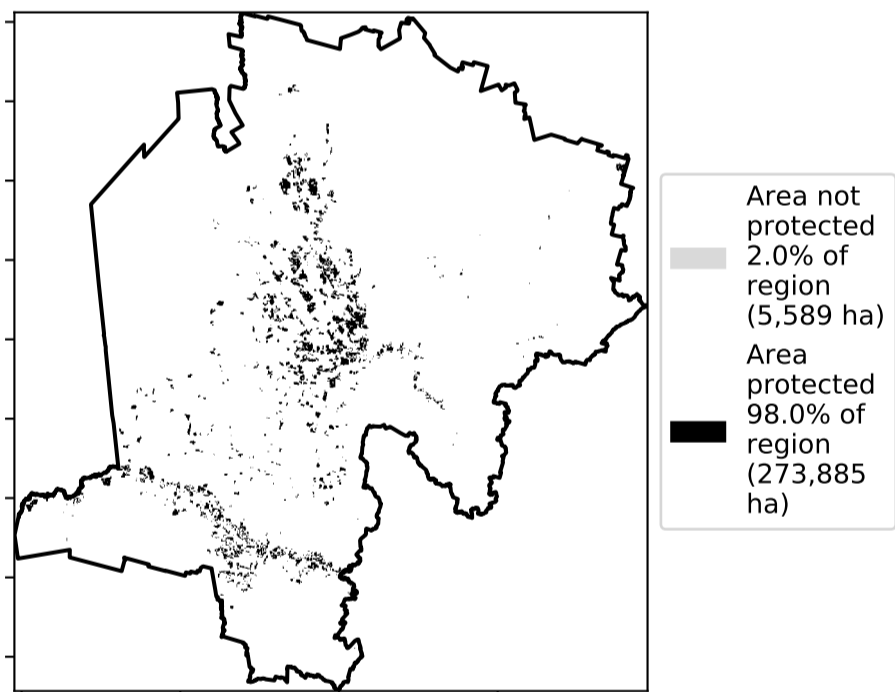 Area not
protected
2.0% of
region
(5,589 ha)
Area
protected
98.0% of
region
(273,885
ha)